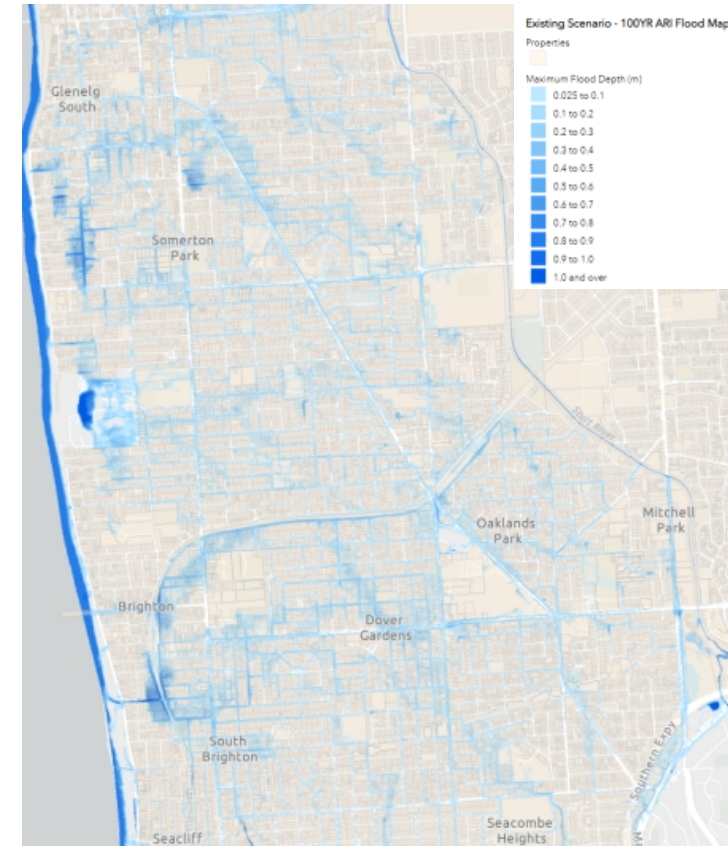 Existing Scenario - 100YR ARI Flood Map
Properties
Maximum Flood Depth (m)
0.025 to 0.1
0.1 to 0.2
0.2 to 0.3
0.3 to 0.4
0.4 to 0.5
0.5 to 0.6
0.6 to 0.7
0.7 to 0.8
0.8 to 0.9
0.9 to 1.0
1.0 and over
Glenelg
South
Somerton
Park
Sturt River
Oaklands
Park
Mitchell
Park
Brighton
Dover
Gardens
South
Brighton
Southern Expy
Seacliff
Seacombe
Heights